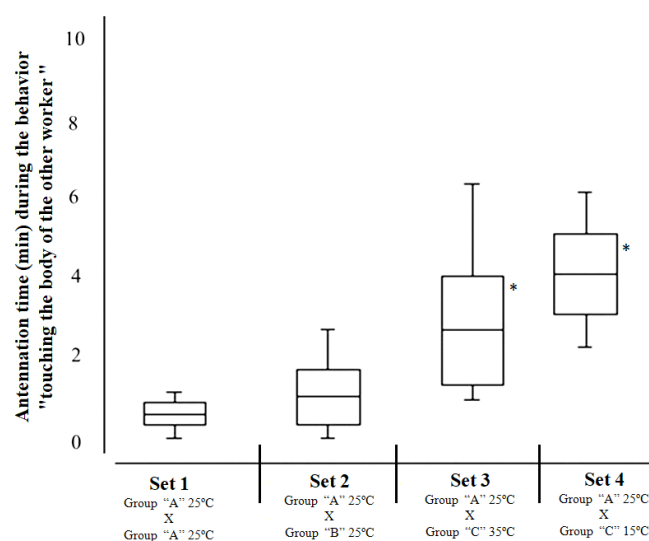 Antennation time (min) during the behavior
"touching the body of the other worker "
10
8
6
4
2
0
*
*
Set 1
Group “A” 25ºC
X
Group “A” 25ºC
Set 2
Group “A” 25ºC
X
Group “B” 25ºC
Set 3
Group “A” 25ºC
X
Group “C” 35ºC
Set 4
Group “A” 25ºC
X
Group “C” 15ºC